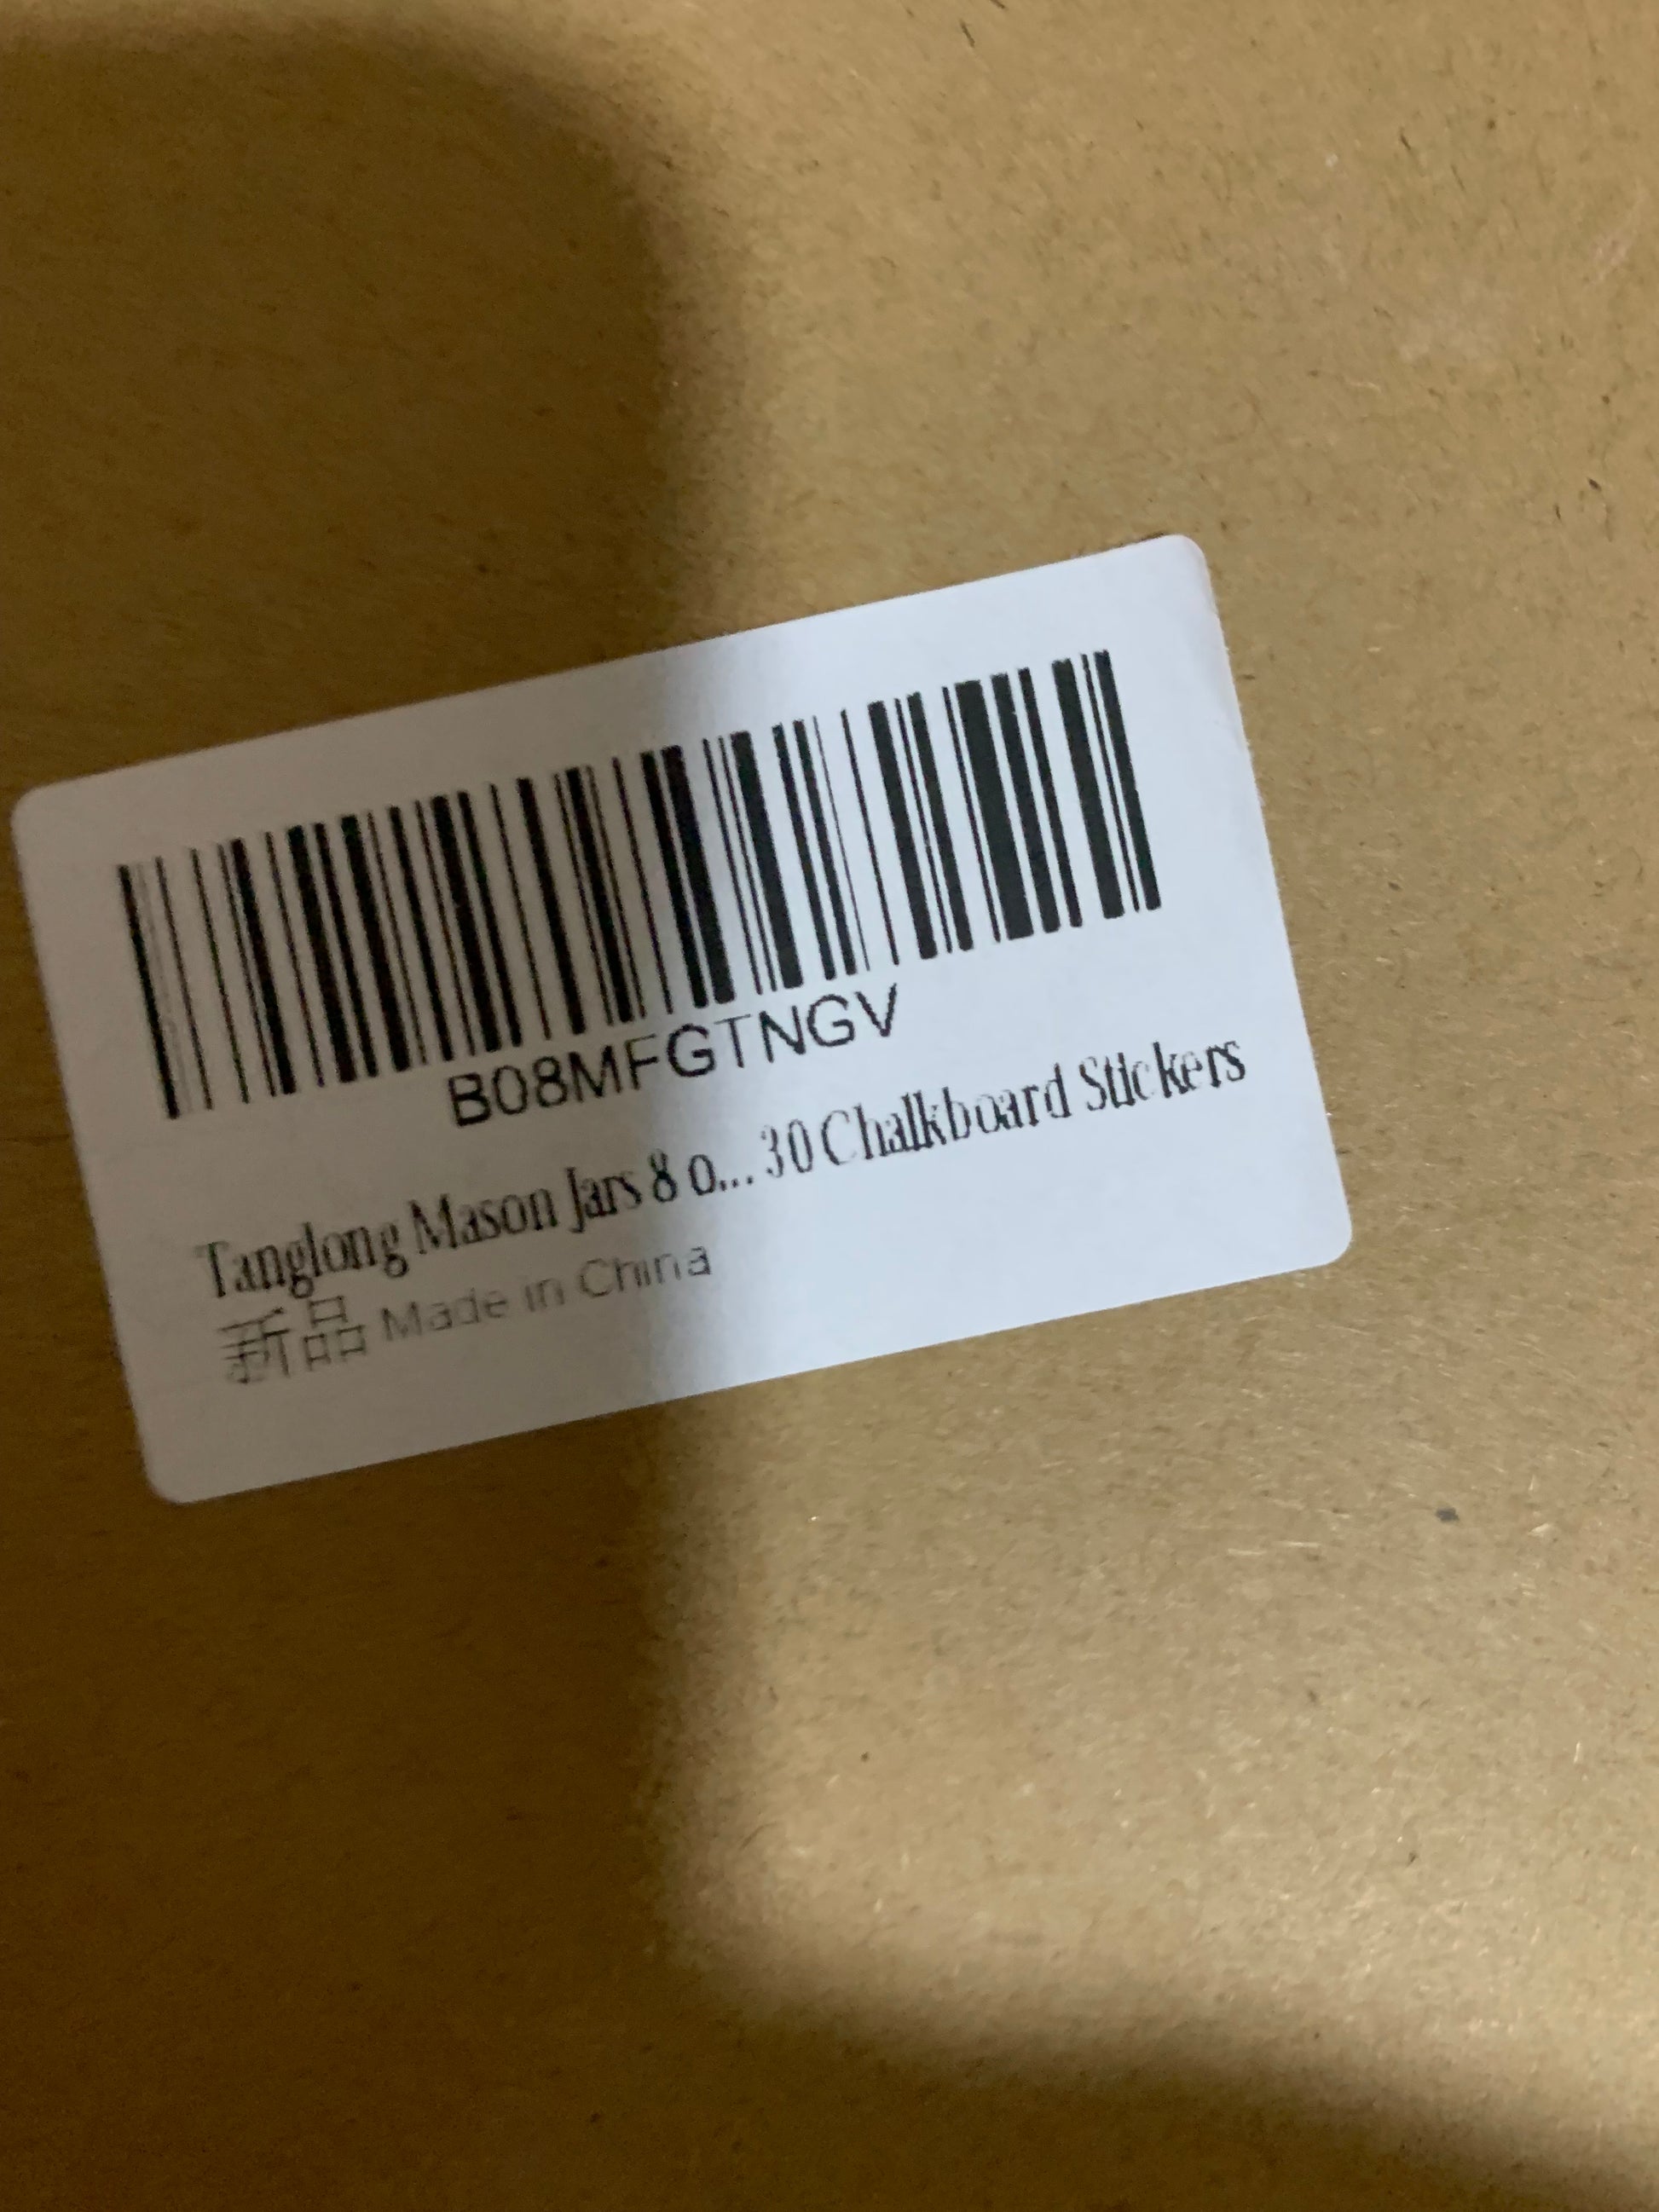 B08MFGTNGV
Tanglong Mason Jars 8 o... 30 Chalkboard Stickers
新品 Made in China